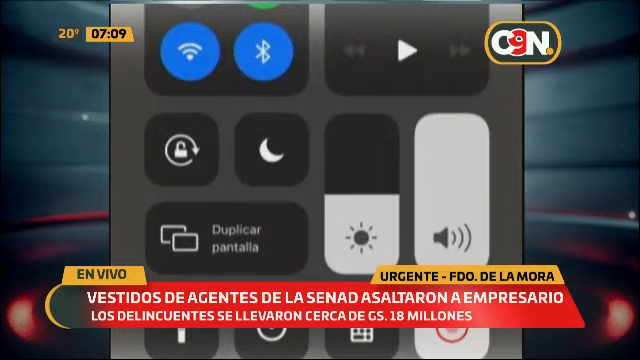 20°
07:09
C9N.
Duplicar
pantalla
EN VIVO
URGENTE - FDO. DE LA MORA
VESTIDOS DE AGENTES DE LA SENAD ASALTARON A EMPRESARIO
LOS DELINCUENTES SE LLEVARON CERCA DE GS. 18 MILLONES